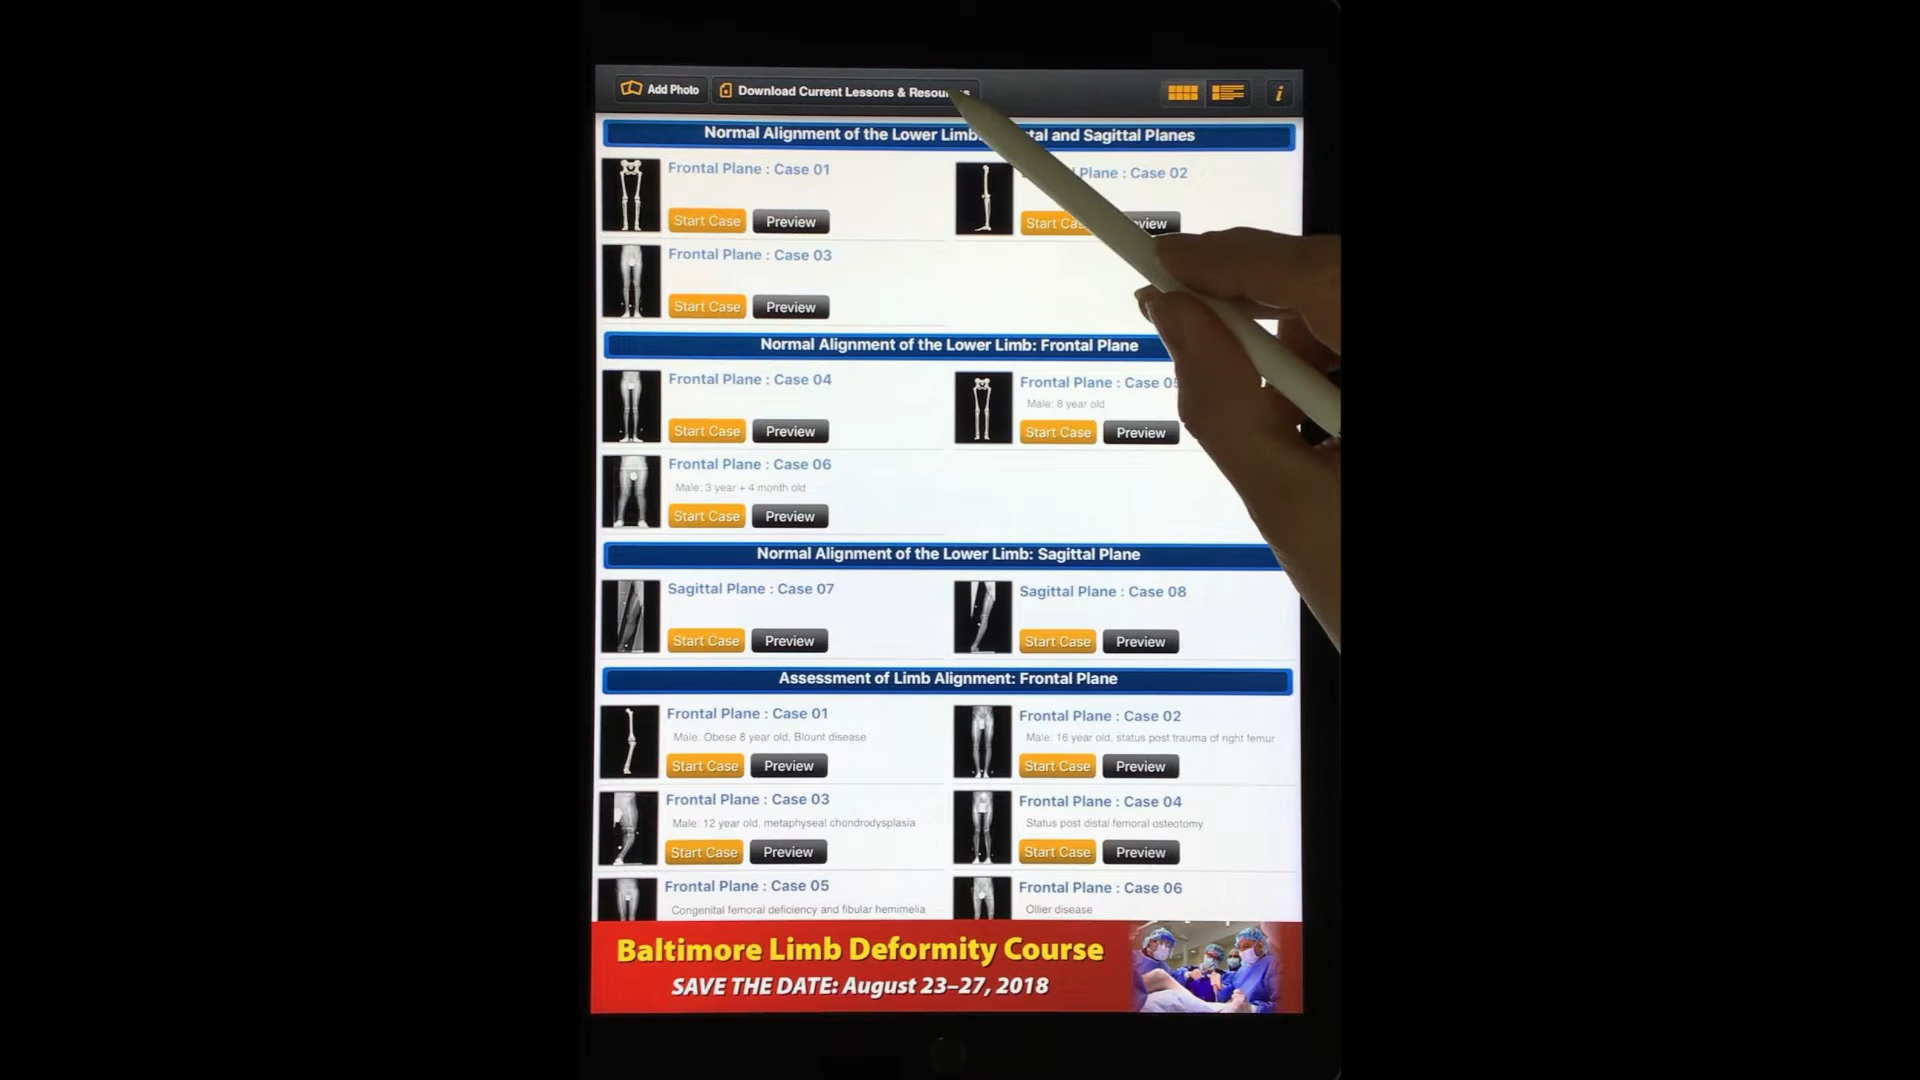 Add Photo
Download Current Lessons & Resources
i
Normal Alignment of the Lower Limb: and Sagittal Planes
Frontal Plane : Case 01
Start Case Preview
Plane : Case 02
Start Case
Frontal Plane : Case 03
Start Case Preview
Normal Alignment of the Lower Limb: Frontal Plane
Frontal Plane : Case 04
Start Case Preview
Frontal Plane : Case 05
Male: 8 year old
Start Case Preview
Frontal Plane : Case 06
Male: 3 year + 4 month old
Start Case Preview
Normal Alignment of the Lower Limb: Sagittal Plane
Sagittal Plane : Case 07
Start Case Preview
Sagittal Plane : Case 08
Start Case Preview
Assessment of Limb Alignment: Frontal Plane
Frontal Plane : Case 01
Male: Obese 8 year old, Blount disease
Start Case Preview
Frontal Plane : Case 02
Male: 16 year old, status post trauma of right femur
Start Case Preview
Frontal Plane : Case 03
Male: 12 year old, metaphyseal chondrodysplasia
Start Case Preview
Frontal Plane : Case 04
Status post distal femoral osteotomy
Start Case Preview
Frontal Plane : Case 05
Congenital femoral deficiency and fibular hemimelia
Frontal Plane : Case 06
Ollier disease
Baltimore Limb Deformity Course
SAVE THE DATE: August 23–27, 2018